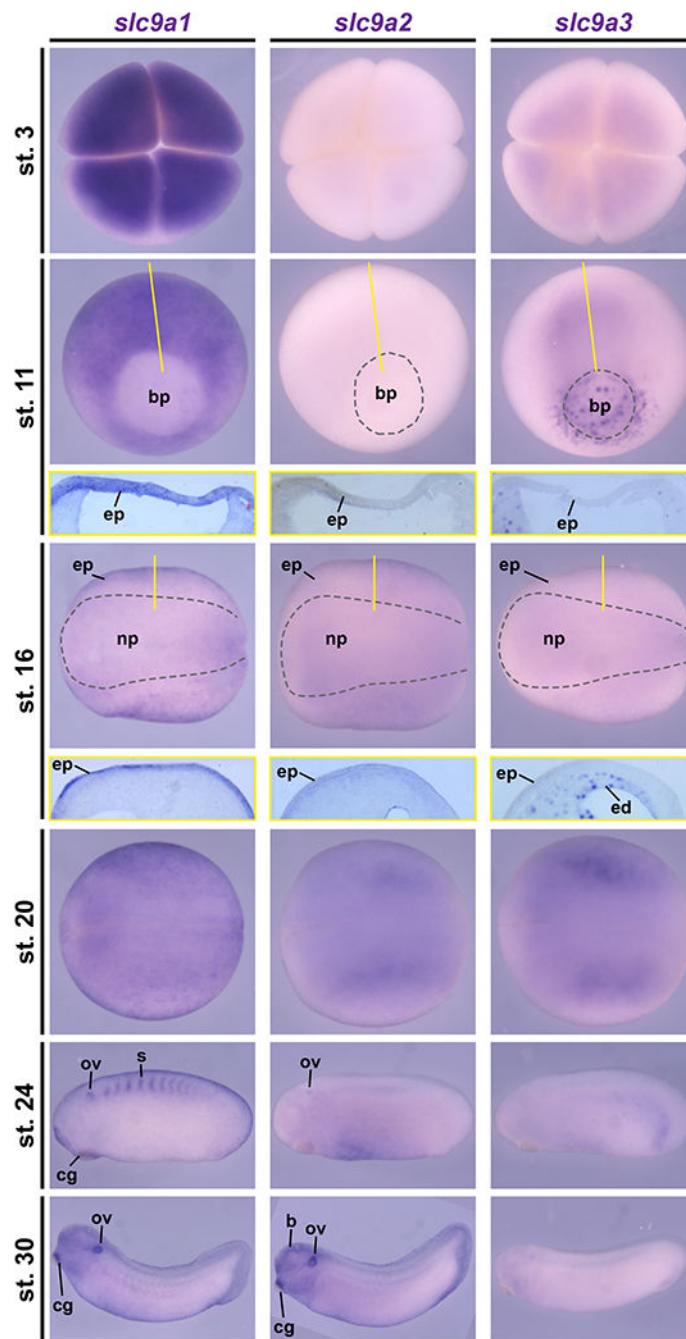 slc9a1 slc9a2 slc9a3
st. 3
st. 11
bp bp bp
ep ep ep
st. 16
ep ep ep
np np np
ep ep ep
ed
st. 20
st. 24
ov s ov
cg
st. 30
ov b ov
cg cg